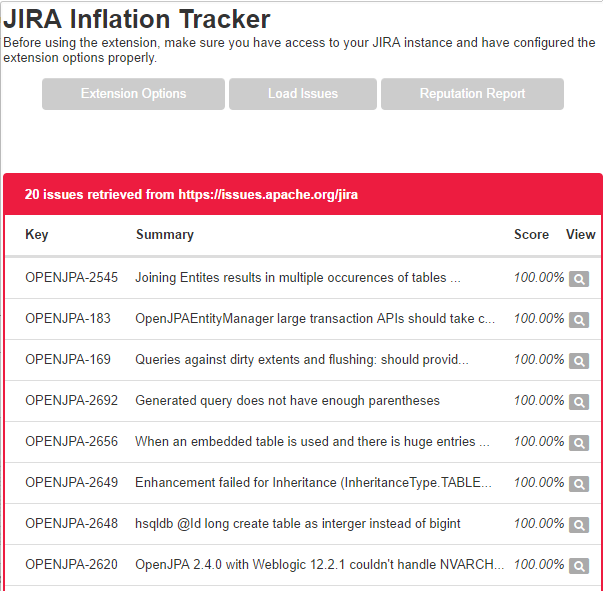 JIRA Inflation Tracker
Before using the extension, make sure you have access to your JIRA instance and have configured the
extension options properly.
Extension Options Load Issues Reputation Report
20 issues retrieved from https://issues.apache.org/jira
Key Summary Score View
OPENJPA-2545 Joining Entites results in multiple occurences of tables ... 100.00%
OPENJPA-183 OpenJPAEntityManager large transaction APIs should take c... 100.00%
OPENJPA-169 Queries against dirty extents and flushing: should provid... 100.00%
OPENJPA-2692 Generated query does not have enough parentheses 100.00%
OPENJPA-2656 When an embedded table is used and there is huge entries ... 100.00%
OPENJPA-2649 Enhancement failed for Inheritance (InheritanceType.TABLE... 100.00%
OPENJPA-2648 hsqldb @Id long create table as interger instead of bigint 100.00%
OPENJPA-2620 OpenJPA 2.4.0 with Weblogic 12.2.1 couldn't handle NVARCH... 100.00%